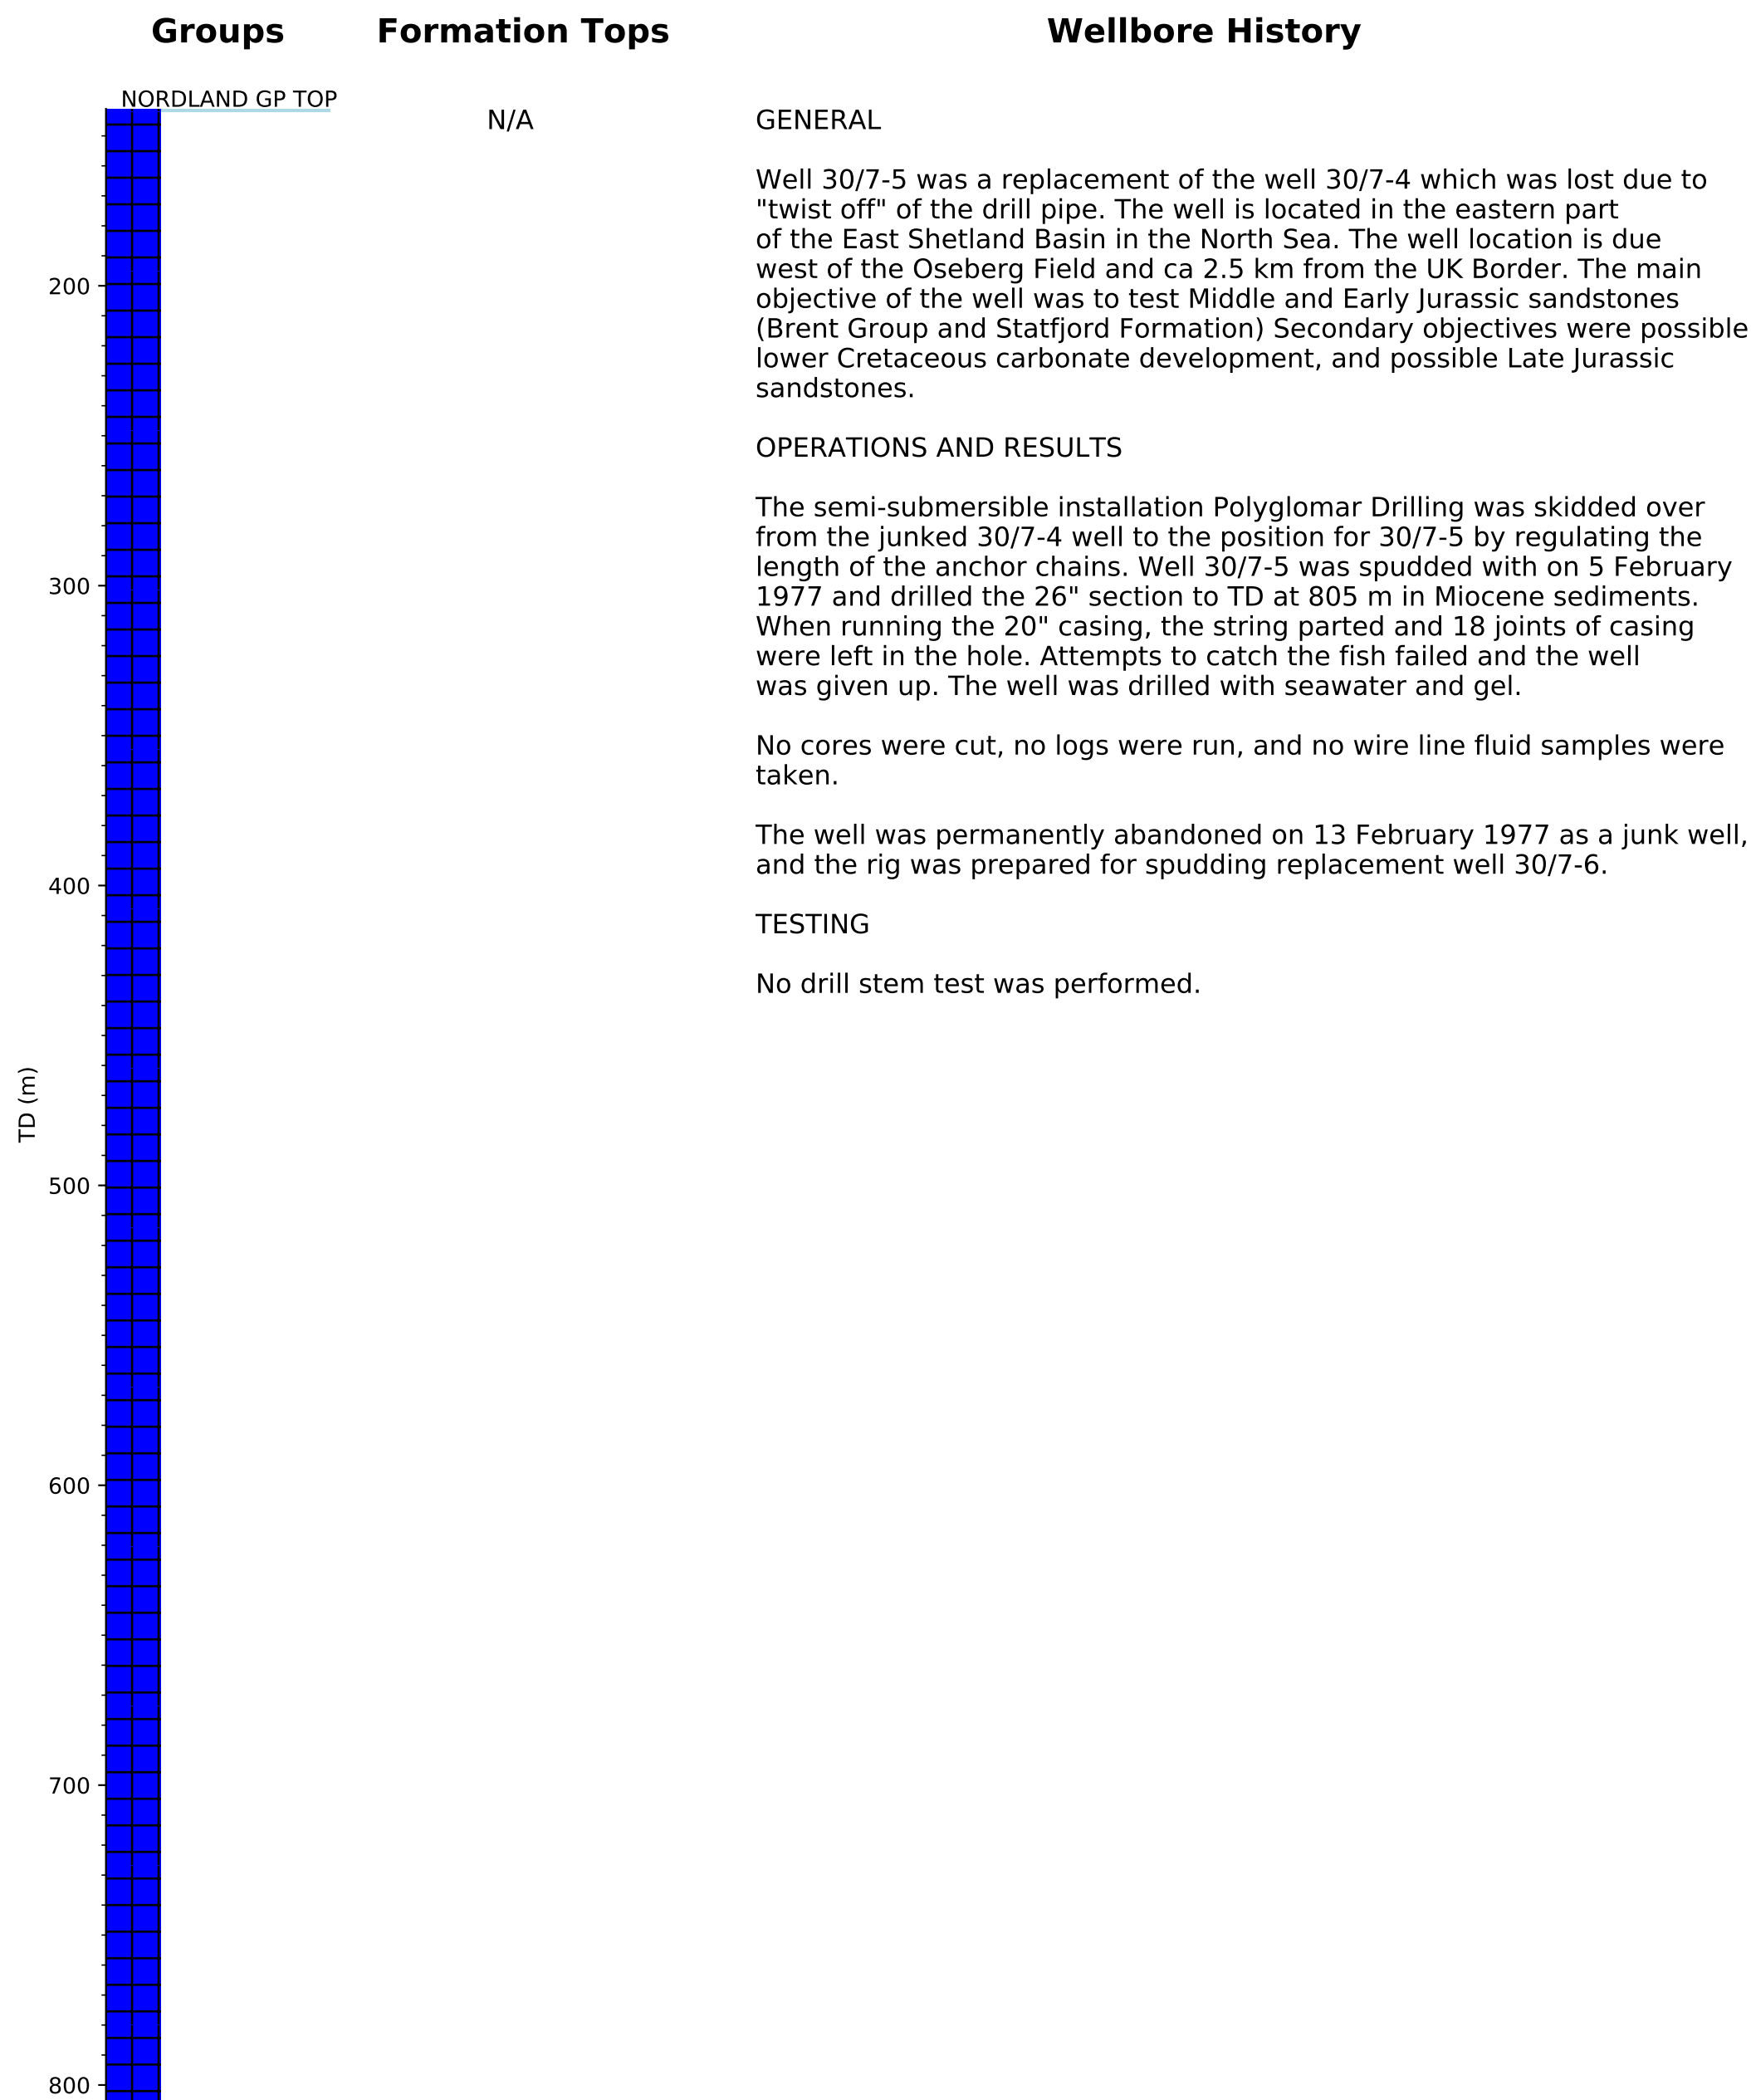 Groups
Formation Tops
Wellbore History
NORDLAND GP TOP
N/A
GENERAL
Well 30/7-5 was a replacement of the well 30/7-4 which was lost due to
"twist off" of the drill pipe. The well is located in the eastern part
of the East Shetland Basin in the North Sea. The well location is due
west of the Oseberg Field and ca 2.5 km from the UK Border. The main
objective of the well was to test Middle and Early Jurassic sandstones
(Brent Group and Statfjord Formation) Secondary objectives were possible
lower Cretaceous carbonate development, and possible Late Jurassic
sandstones.
OPERATIONS AND RESULTS
The semi-submersible installation Polyglomar Drilling was skidded over
from the junked 30/7-4 well to the position for 30/7-5 by regulating the
length of the anchor chains. Well 30/7-5 was spudded with on 5 February
1977 and drilled the 26" section to TD at 805 m in Miocene sediments.
When running the 20" casing, the string parted and 18 joints of casing
were left in the hole. Attempts to catch the fish failed and the well
was given up. The well was drilled with seawater and gel.
No cores were cut, no logs were run, and no wire line fluid samples were
taken.
The well was permanently abandoned on 13 February 1977 as a junk well,
and the rig was prepared for spudding replacement well 30/7-6.
TESTING
No drill stem test was performed.
TD (m)
200
300
400
500
600
700
800